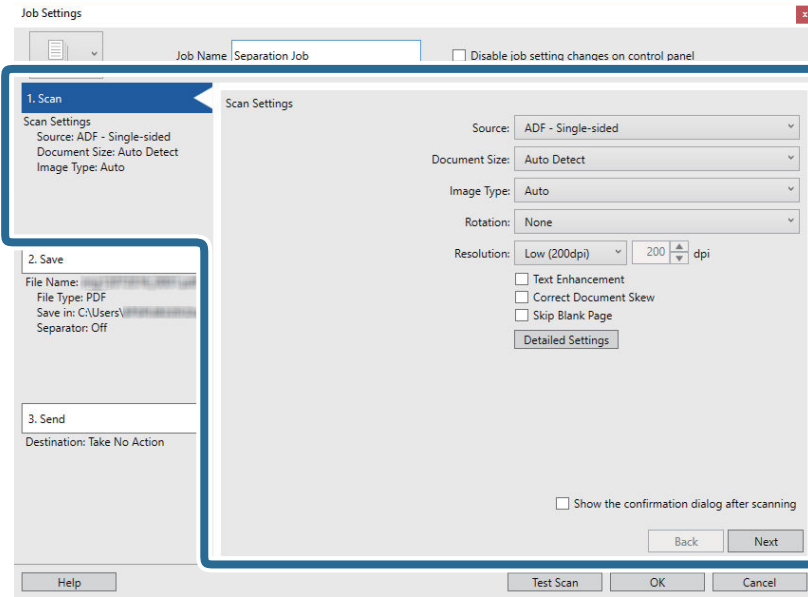 Job Settings
x
Job Name Separation Job Disable job setting changes on control panel
1. Scan
Scan Settings
Source: ADF - Single-sided
Document Size: Auto Detect
Image Type: Auto
2. Save
File Name:
File Type: PDF
Save in: C:\Users\
Separator: Off
3. Send
Destination: Take No Action
Scan Settings
Source: ADF - Single-sided
Document Size: Auto Detect
Image Type: Auto
Rotation: None
Resolution: Low (200dpi) 200 dpi
Text Enhancement
Correct Document Skew
Skip Blank Page
Detailed Settings
Show the confirmation dialog after scanning
Back Next
Help Test Scan OK Cancel